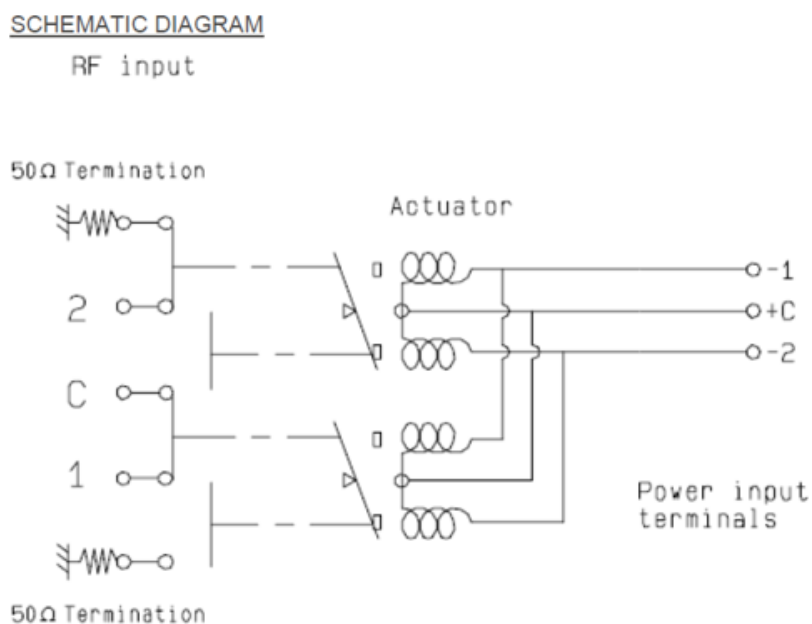 SCHEMATIC DIAGRAM
RF input
50Ω Termination
Actuator
-1
2
+C
-2
C
1
Power input
terminals
50Ω Termination